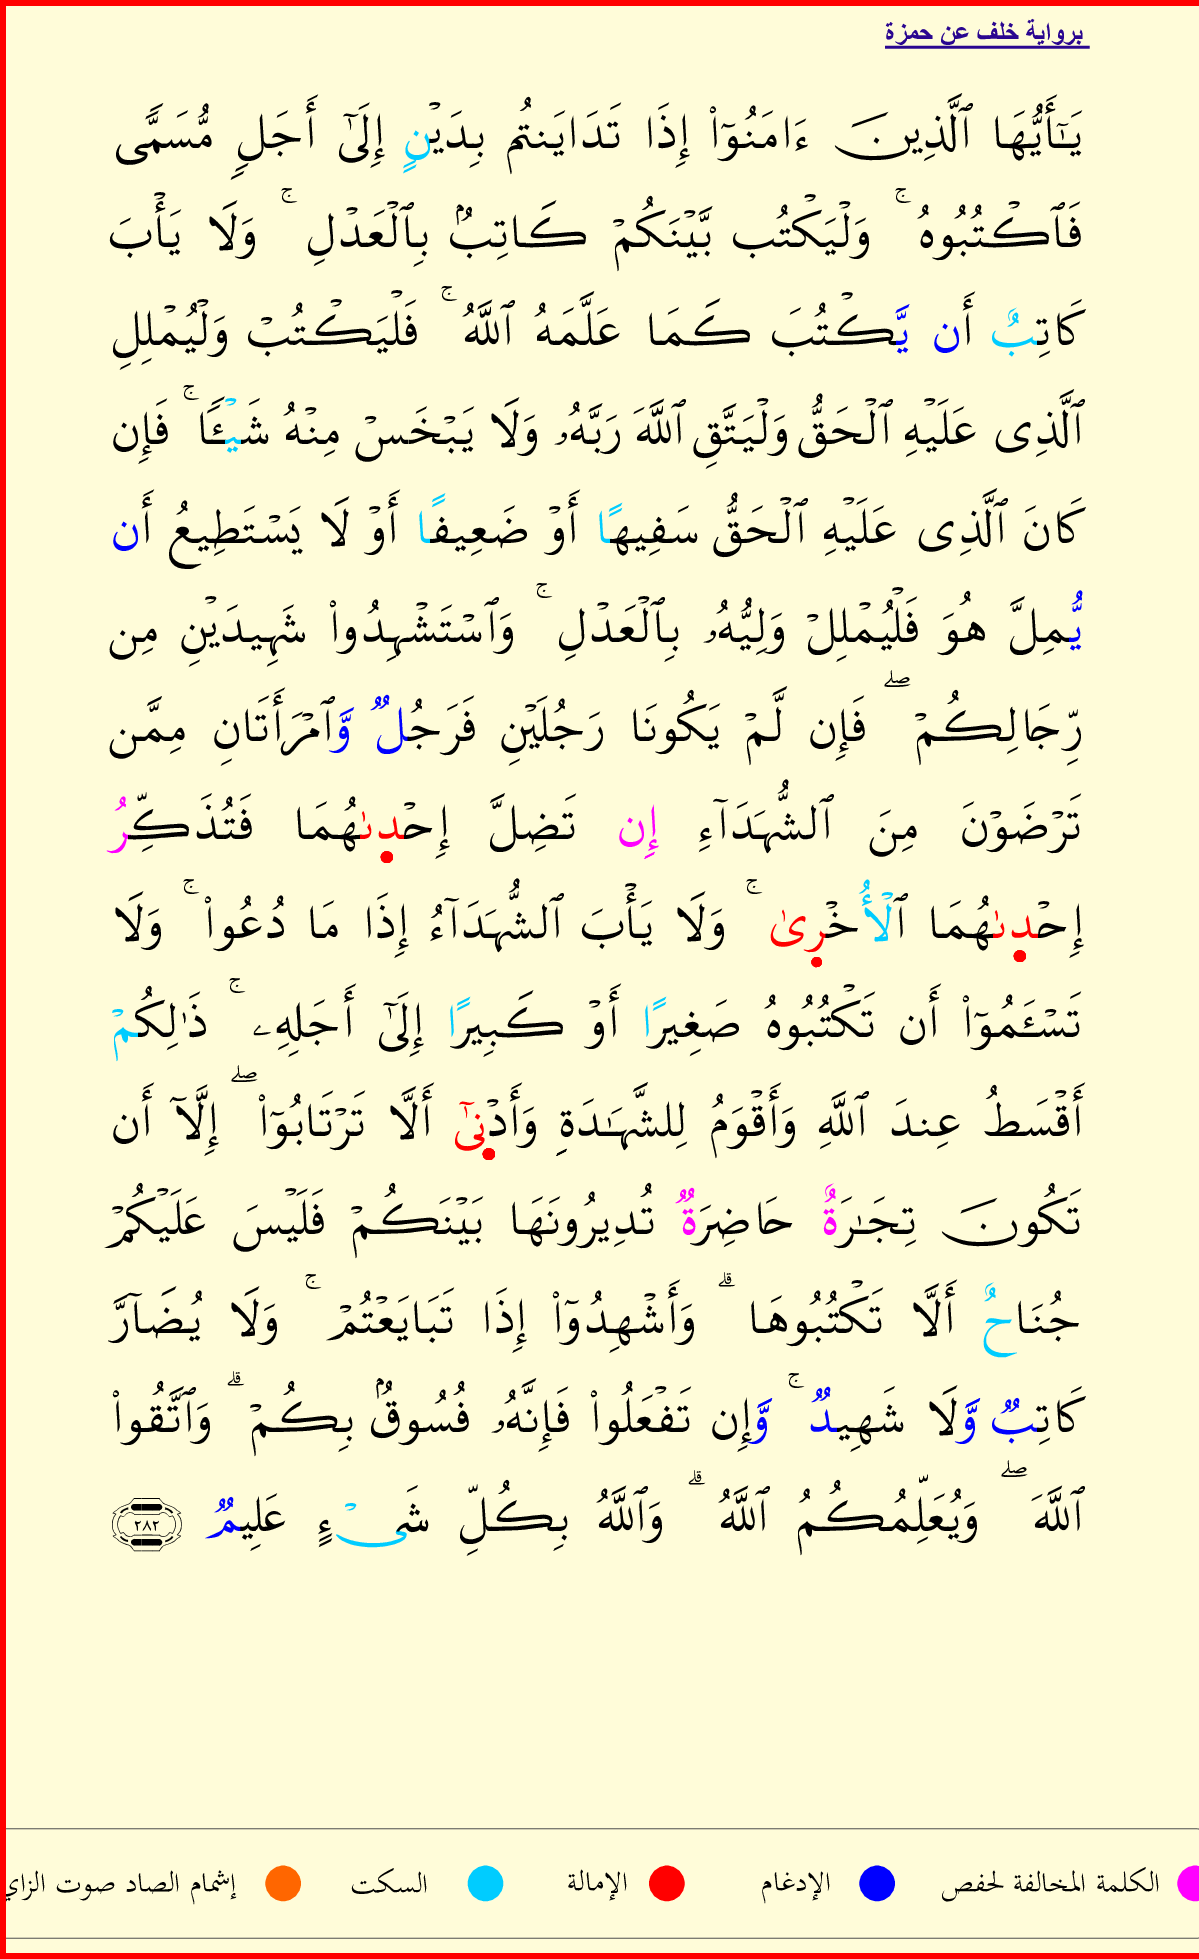 برواية خلف عن حمزة
يَـٰٓأَيُّهَا ٱلَّذِينَ ءَامَنُوٓا۟ إِذَا تَدَايَنتُم بِدَيۡنٍ إِلَىٰٓ أَجَلٍ مُّسَمًّى
فَٱكۡتُبُوهُ ۚ وَلۡيَكۡتُب بَّيۡنَكُمۡ كَاتِبُۢ بِٱلۡعَدۡلِ ۚ وَلَا يَأۡبَ
كَاتِبٌ أَن يَّكۡتُبَ كَمَا عَلَّمَهُ ٱللَّهُ ۚ فَلۡيَكۡتُبۡ وَلۡيُمۡلِلِ
ٱلَّذِى عَلَيۡهِ ٱلۡحَقُّ وَلۡيَتَّقِ ٱللَّهَ رَبَّهُۥ وَلَا يَبۡخَسۡ مِنۡهُ شَيۡـًٔا ۚ فَإِن
كَانَ ٱلَّذِى عَلَيۡهِ ٱلۡحَقُّ سَفِيهًا أَوۡ ضَعِيفًا أَوۡ لَا يَسۡتَطِيعُ أَن
يُّمِلَّ هُوَ فَلۡيُمۡلِلۡ وَلِيُّهُۥ بِٱلۡعَدۡلِ ۚ وَٱسۡتَشۡهِدُوا۟ شَهِيدَيۡنِ مِن
رِّجَالِكُمۡ ۖ فَإِن لَّمۡ يَكُونَا رَجُلَيۡنِ فَرَجُلٌ وَّٱمۡرَأَتَانِ مِمَّن
تَرۡضَوۡنَ مِنَ ٱلشُّهَدَآءِ إِن تَضِلَّ إِحۡدٜىٰهُمَا فَتُذَكِّرُ
إِحۡدٜىٰهُمَا ٱلۡأُخۡرٜىٰ ۚ وَلَا يَأۡبَ ٱلشُّهَدَآءُ إِذَا مَا دُعُوا۟ ۚ وَلَا
تَسۡـَٔمُوٓا۟ أَن تَكۡتُبُوهُ صَغِيرًا أَوۡ كَبِيرًا إِلَىٰٓ أَجَلِهِۦ ۚ ذَٰلِكُمۡ
أَقۡسَطُ عِندَ ٱللَّهِ وَأَقۡوَمُ لِلشَّهَـٰدَةِ وَأَدۡنٜىٰٓ أَلَّا تَرۡتَابُوٓا۟ ۖ إِلَّآ أَن
تَكُونَ تِجَـٰرَةٌ حَاضِرَةٌ تُدِيرُونَهَا بَيۡنَكُمۡ فَلَيۡسَ عَلَيۡكُمۡ
جُنَاحٌ أَلَّا تَكۡتُبُوهَا ۗ وَأَشۡهِدُوٓا۟ إِذَا تَبَايَعۡتُمۡ ۚ وَلَا يُضَآرَّ
كَاتِبٌ وَّلَا شَهِيدٌ ۚ وَّإِن تَفۡعَلُوا۟ فَإِنَّهُۥ فُسُوقُۢ بِكُمۡ ۗ وَٱتَّقُوا۟
ٱللَّهَ ۖ وَيُعَلِّمُكُمُ ٱللَّهُ ۗ وَٱللَّهُ بِكُلِّ شَىۡءٍ عَلِيمٌ ٢٨٢
الكلمة المخالفة لحفص الإدغام الإمالة السكت إشمام الصاد صوت الزاي